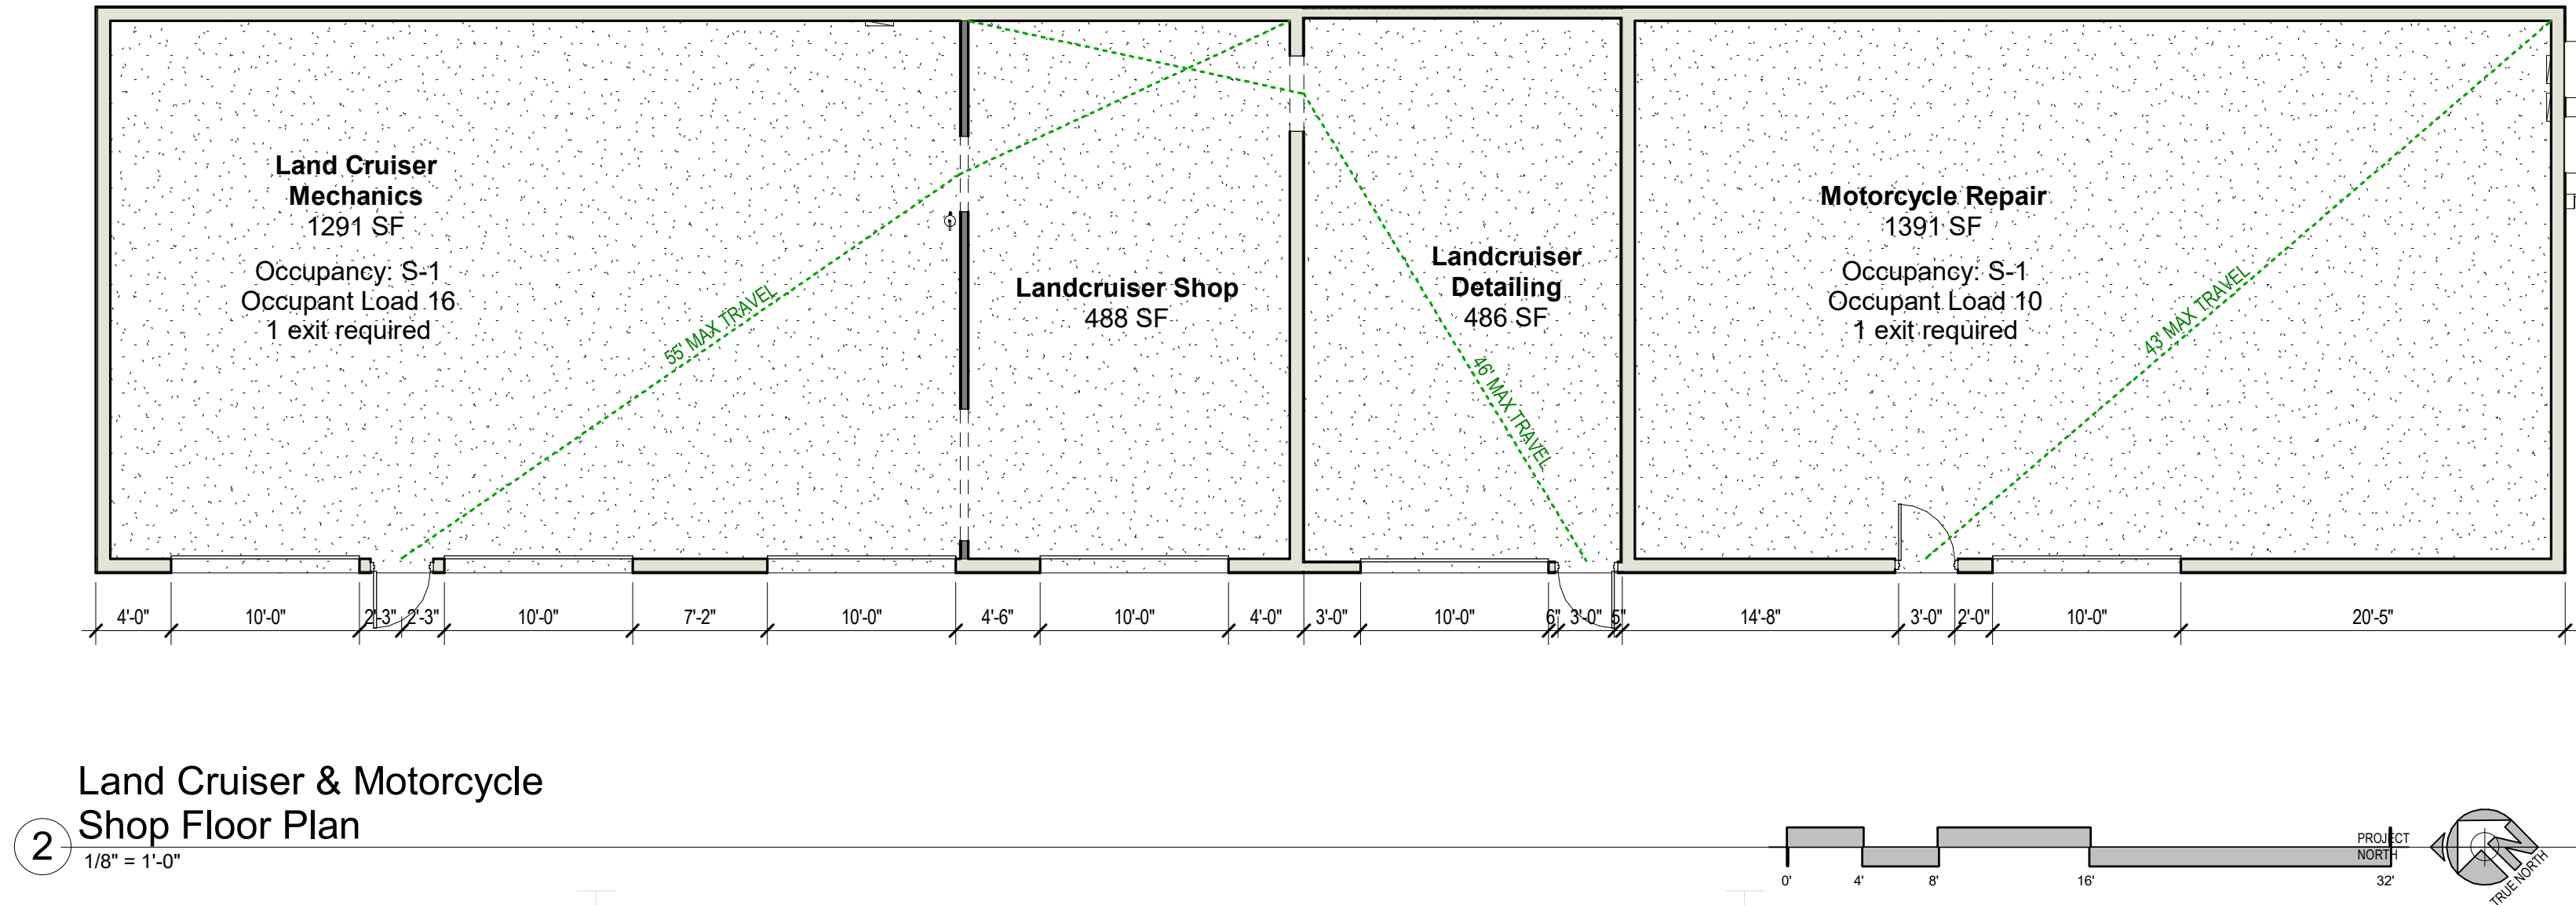 Land Cruiser
Mechanics
1291 SF
Occupancy: S-1
Occupant Load 16
1 exit required
55' MAX TRAVEL
Landcruiser Shop
488 SF
Landcruiser
Detailing
486 SF
46' MAX TRAVEL
Motorcycle Repair
1391 SF
Occupancy: S-1
Occupant Load 10
1 exit required
43' MAX TRAVEL
4'-0" 10'-0" 2'-3" 2'-3" 10'-0" 7'-2" 10'-0" 4'-6" 10'-0" 4'-0" 3'-0" 10'-0" 6" 3'-0" 5" 14'-8" 3'-0" 2'-0" 10'-0" 20'-5"
Land Cruiser & Motorcycle
Shop Floor Plan
2
1/8" = 1'-0"
0' 4' 8' 16' 32'
PROJECT
NORTH
N
TRUE NORTH